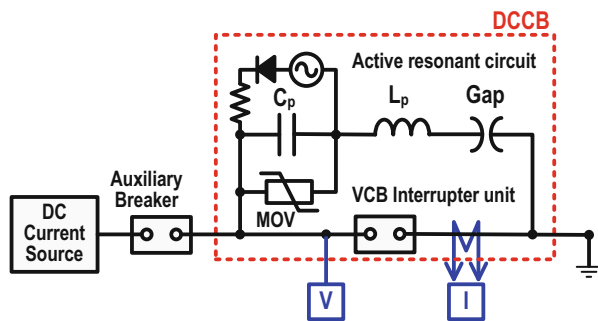 DCCB
Active resonant circuit
Cp
Lp
Gap
MOV
Auxiliary
Breaker
VCB Interrupter unit
DC
Current
Source
V
I